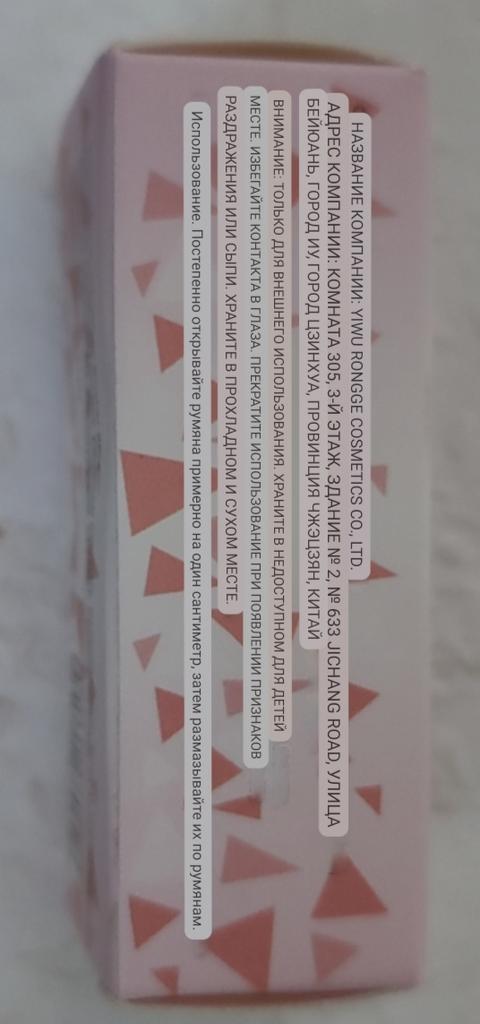 НАЗВАНИЕ КОМПАНИИ: YIWU RONGGE COSMETICS CO., LTD.
АДРЕС КОМПАНИИ: КОМНАТА 305, 3-Й ЭТАЖ, ЗДАНИЕ № 2, № 633 JICHANG ROAD, УЛИЦА
БЕЙЮАНЬ, ГОРОД ИУ, ГОРОД ЦЗИНХУА, ПРОВИНЦИЯ ЧЖЭЦЗЯН, КИТАЙ
ВНИМАНИЕ: ТОЛЬКО ДЛЯ ВНЕШНЕГО ИСПОЛЬЗОВАНИЯ. ХРАНИТЕ В НЕДОСТУПНОМ ДЛЯ ДЕТЕЙ
МЕСТЕ. ИЗБЕГАЙТЕ КОНТАКТА В ГЛАЗА. ПРЕКРАТИТЕ ИСПОЛЬЗОВАНИЕ ПРИ ПОЯВЛЕНИИ ПРИЗНАКОВ
РАЗДРАЖЕНИЯ ИЛИ СЫПИ. ХРАНИТЕ В ПРОХЛАДНОМ И СУХОМ МЕСТЕ.
Использование. Постепенно открывайте румяна примерно на один сантиметр, затем размазывайте их по румянам.